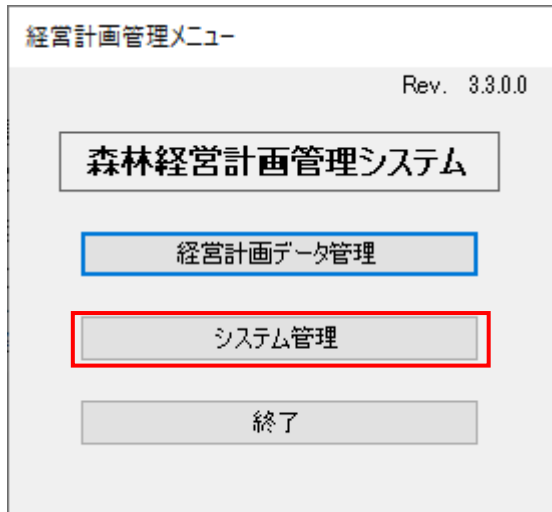 経営計画管理メニュー
Rev. 3.3.0.0
森林経営計画管理システム
経営計画データ管理
システム管理
終了